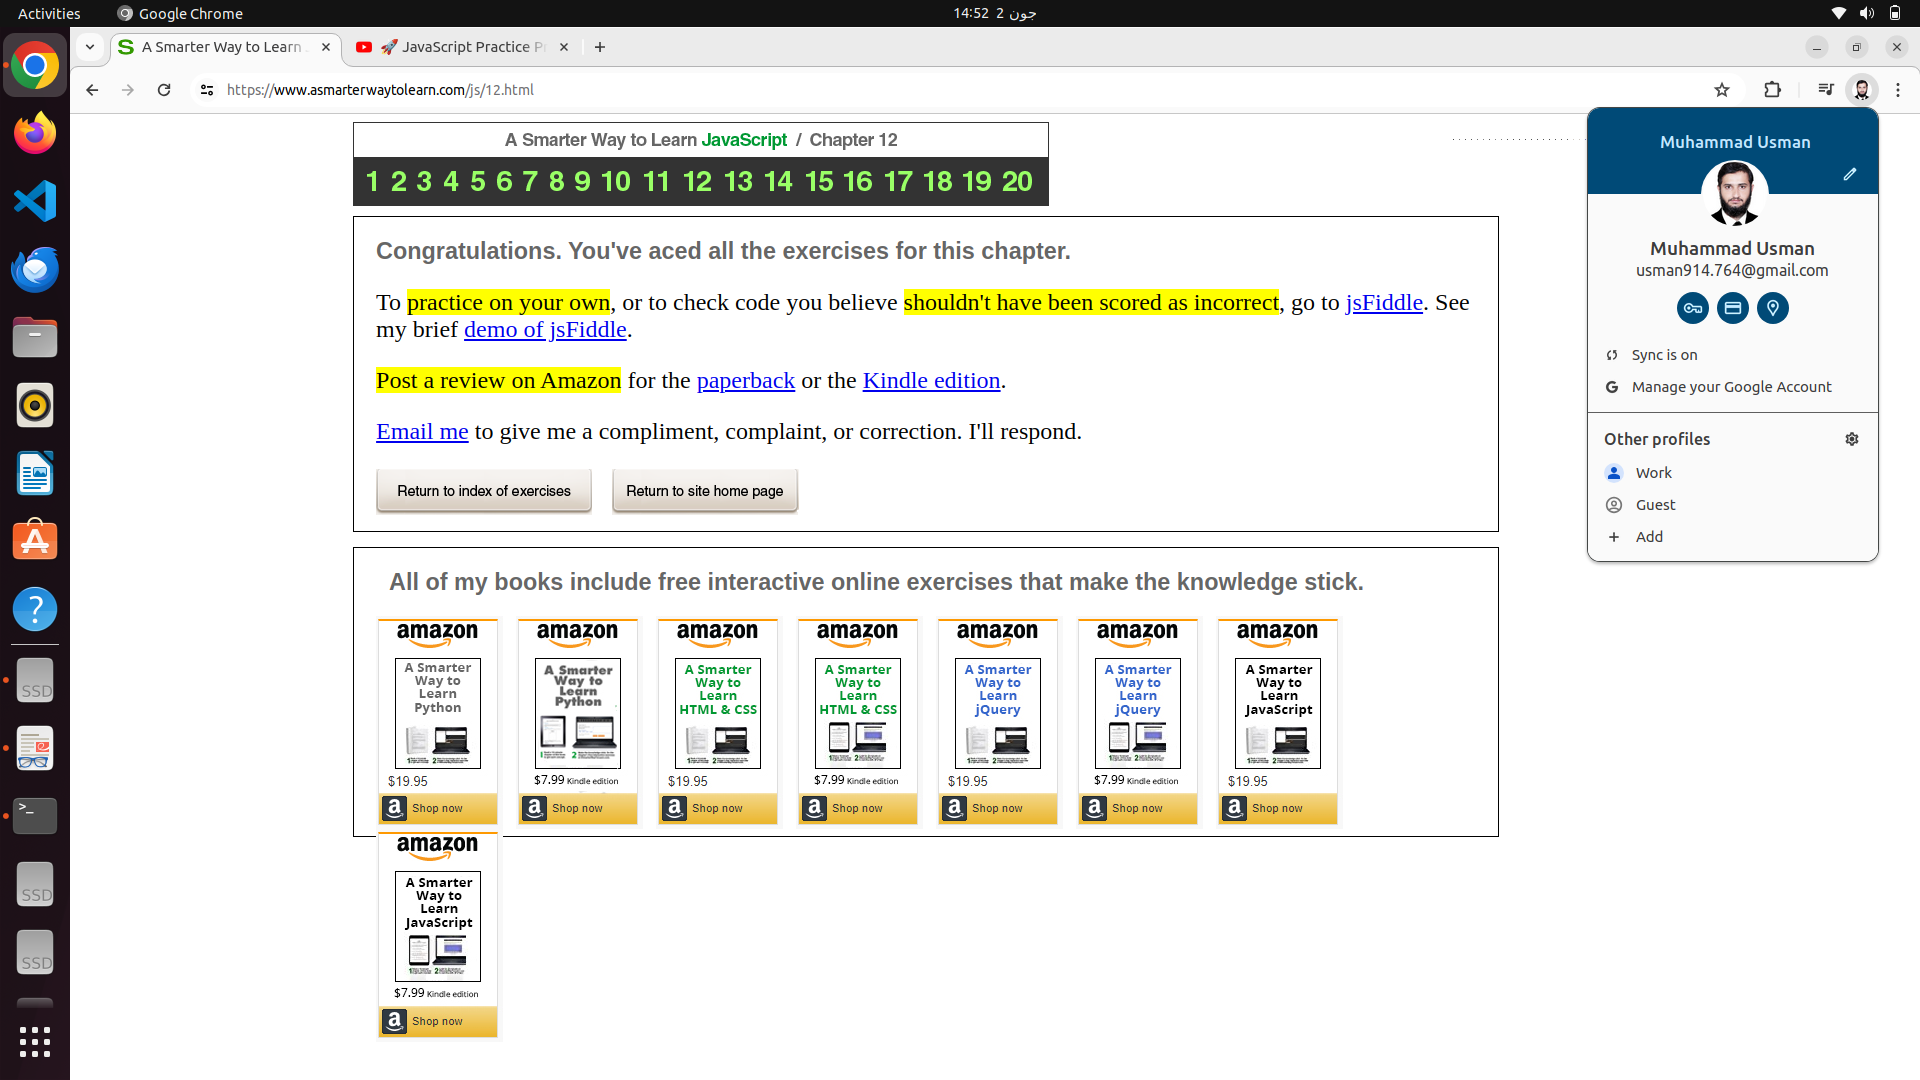 Activities
Google Chrome
14:52 2 جون
A Smarter Way to Learn
🚀 JavaScript Practice P
https://www.asmarterwaytolearn.com/js/12.html
A Smarter Way to Learn JavaScript / Chapter 12
1 2 3 4 5 6 7 8 9 10 11 12 13 14 15 16 17 18 19 20
Congratulations. You've aced all the exercises for this chapter.
To practice on your own, or to check code you believe shouldn't have been scored as incorrect, go to jsFiddle. See
my brief demo of jsFiddle.
Post a review on Amazon for the paperback or the Kindle edition.
Email me to give me a compliment, complaint, or correction. I'll respond.
Return to index of exercises
Return to site home page
All of my books include free interactive online exercises that make the knowledge stick.
amazon
A Smarter
Way to
Learn
Python
$19.95
Shop now
amazon
A Smarter
Way to
Learn
Python
$7.99 Kindle edition
Shop now
amazon
A Smarter
Way to
Learn
HTML & CSS
$19.95
Shop now
amazon
A Smarter
Way to
Learn
HTML & CSS
$7.99 Kindle edition
Shop now
amazon
A Smarter
Way to
Learn
jQuery
$19.95
Shop now
amazon
A Smarter
Way to
Learn
jQuery
$7.99 Kindle edition
Shop now
amazon
A Smarter
Way to
Learn
JavaScript
$19.95
Shop now
amazon
A Smarter
Way to
Learn
JavaScript
$7.99 Kindle edition
Shop now
Muhammad Usman
Muhammad Usman
usman914.764@gmail.com
Sync is on
Manage your Google Account
Other profiles
Work
Guest
Add
SSD
SSD
SSD